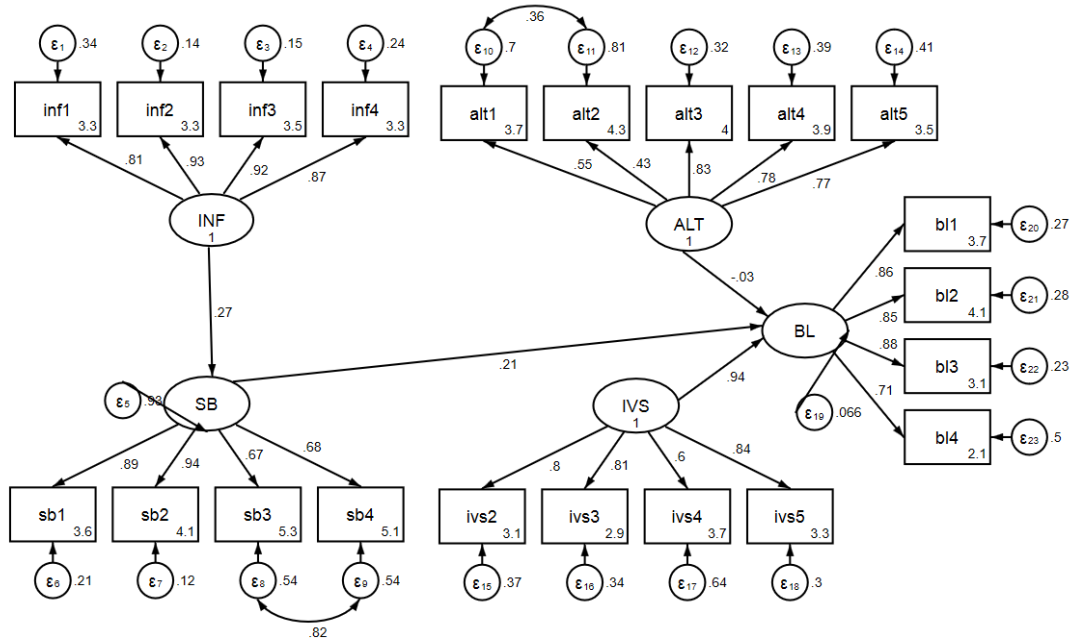 .36
ε1 .34 ε2 .14 ε3 .15 ε4 .24 ε10 .7 ε11 .81 ε12 .32 ε13 .39 ε14 .41
inf1 3.3 inf2 3.3 inf3 3.5 inf4 3.3 alt1 3.7 alt2 4.3 alt3 4 alt4 3.9 alt5 3.5
.81 .93 .92 .87 .55 .43 .83 .78 .77
INF 1 ALT 1
bl1 3.7 ε20 .27
.86
-.03
bl2 4.1 ε21 .28
.85
.27
BL
.88
bl3 3.1 ε22 .23
.21
.94
.71
ε5 .93 SB IVS 1 ε19 .066
bl4 2.1 ε23 .5
.89 .94 .67 .68 .8 .81 .6 .84
sb1 3.6 sb2 4.1 sb3 5.3 sb4 5.1 ivs2 3.1 ivs3 2.9 ivs4 3.7 ivs5 3.3
ε6 .21 ε7 .12 ε8 .54 ε9 .54 ε15 .37 ε16 .34 ε17 .64 ε18 .3
.82